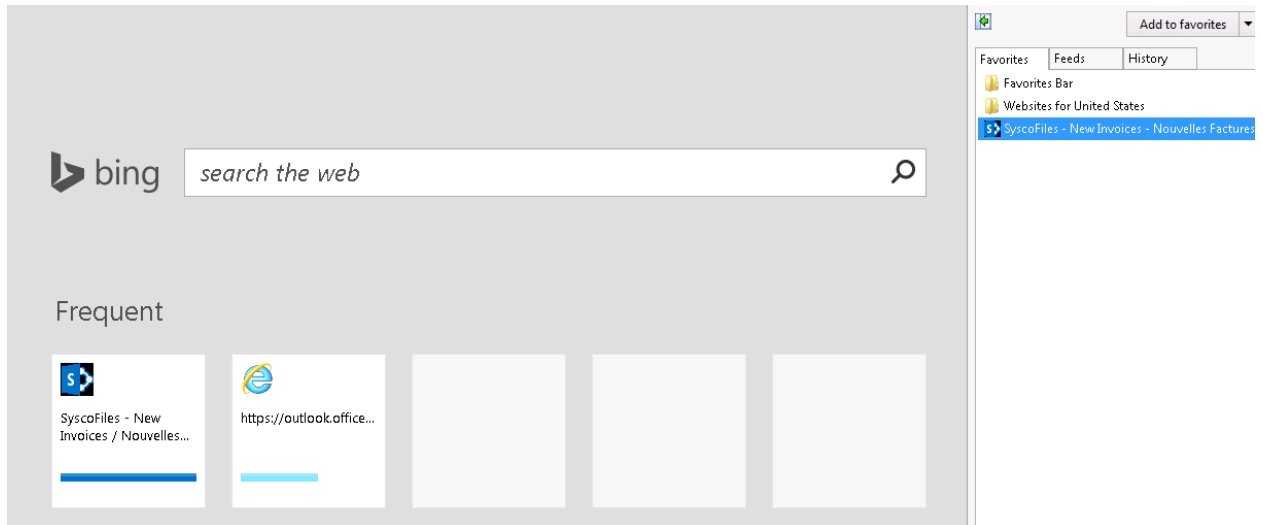 Add to favorites
Favorites Feeds History
Favorites Bar
Websites for United States
SyscoFiles - New Invoices - Nouvelles Factures
bing search the web
Frequent
SyscoFiles - New
Invoices / Nouvelles...
https://outlook.office...